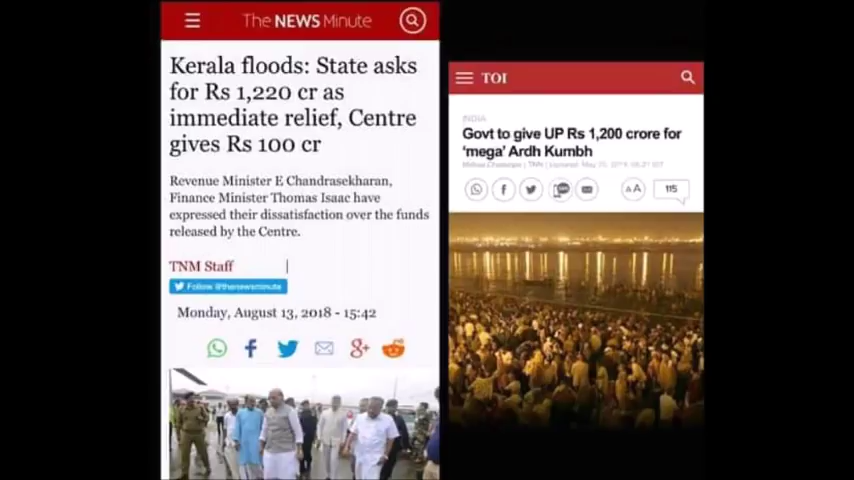 The NEWS Minute
Kerala floods: State asks
for Rs 1,220 cr as
immediate relief, Centre
gives Rs 100 cr
Revenue Minister E Chandrasekharan,
Finance Minister Thomas Isaac have
expressed their dissatisfaction over the funds
released by the Centre.
TNM Staff
Follow @thenewsminute
Monday, August 13, 2018 - 15:42
TOI
INDIA
Govt to give UP Rs 1,200 crore for
‘mega’ Ardh Kumbh
TNN
AA
115